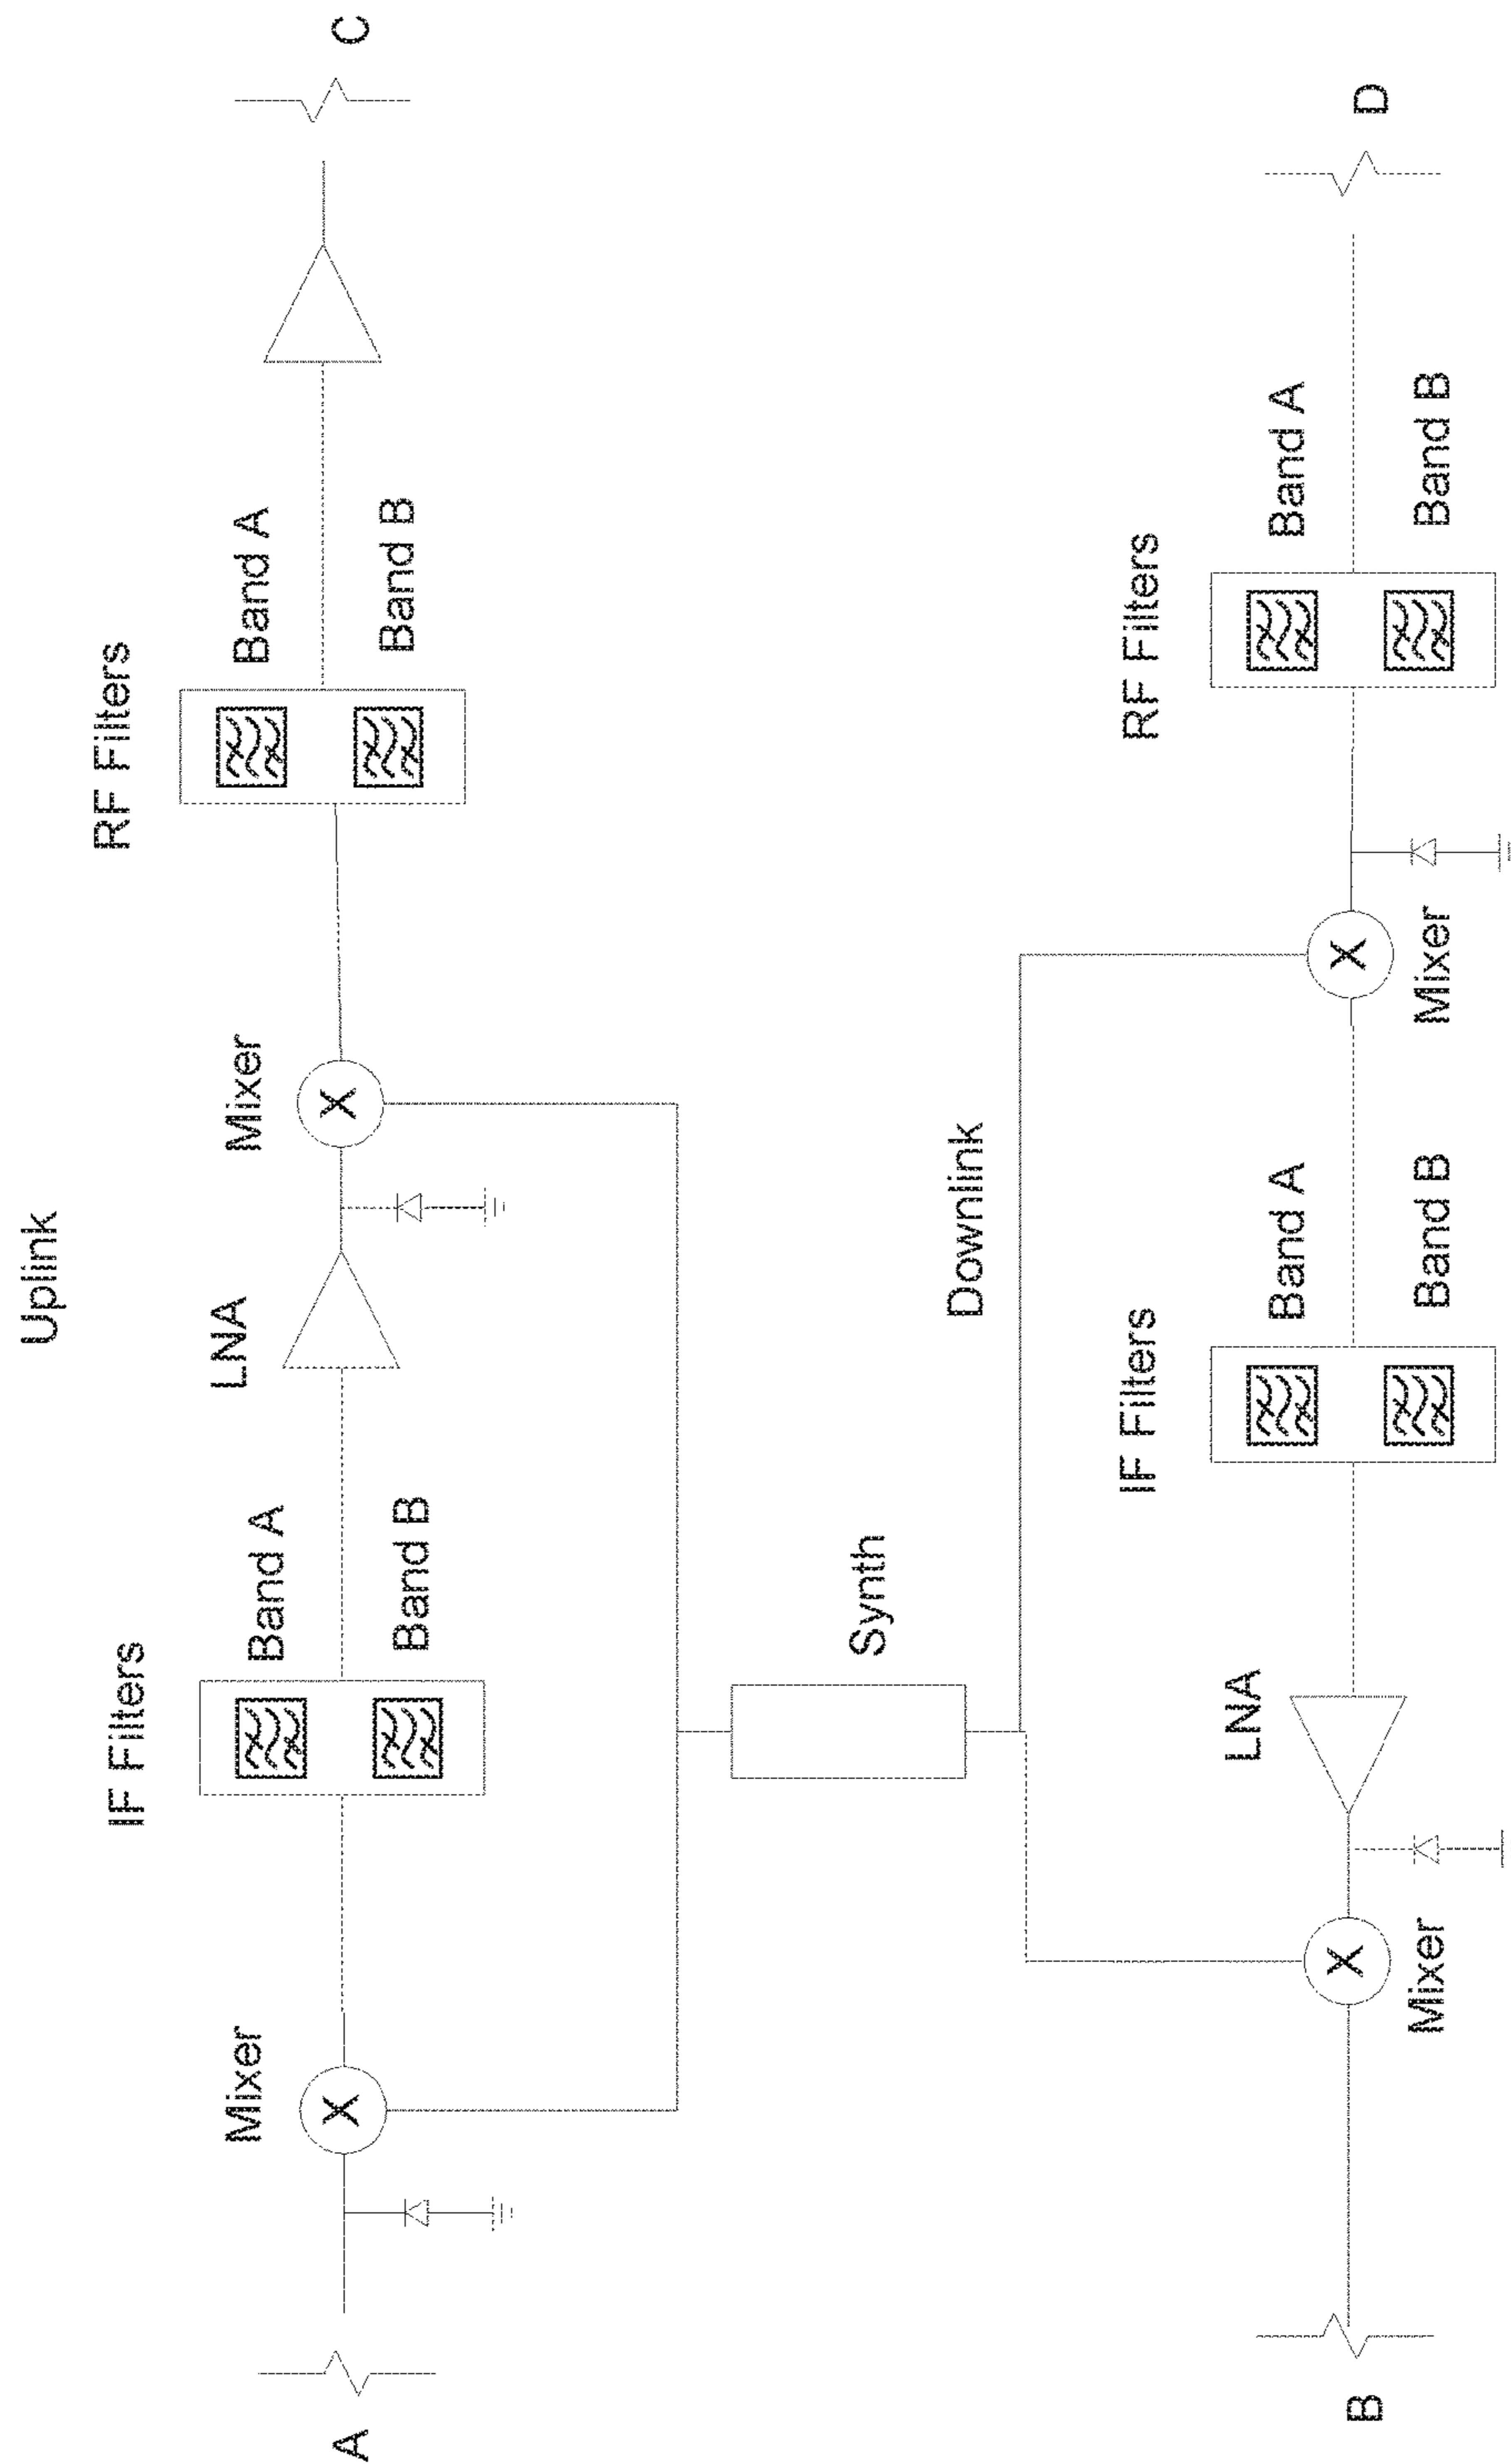 Uplink
RF Filters
IF Filters
Mixer
LNA
Mixer
Band A
Band A
A
X
X
C
Band B
Band B
Synth
Downlink
IF Filters
RF Filters
LNA
Band A
Band A
B
X
X
D
Mixer
Band B
Mixer
Band B